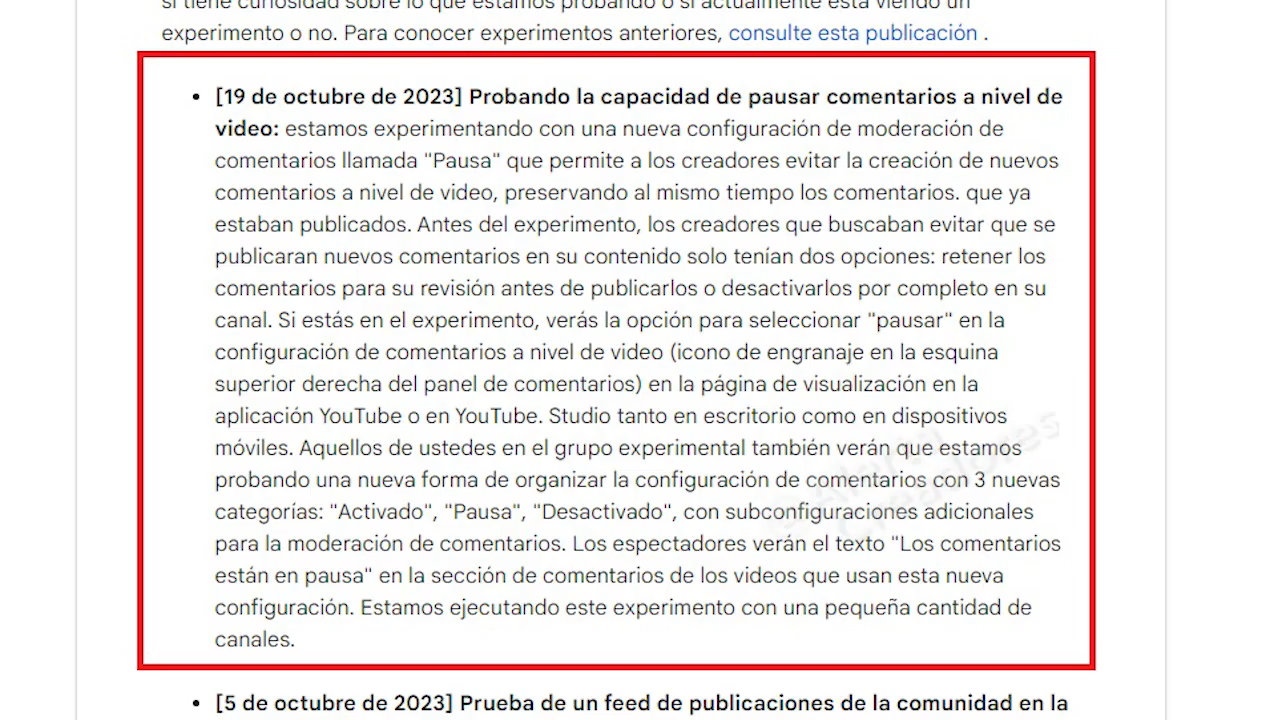 si tiene curiosidad sobre lo que estamos probando o si actualmente está viendo un
experimento o no. Para conocer experimentos anteriores, consulte esta publicación .
• [19 de octubre de 2023] Probando la capacidad de pausar comentarios a nivel de
video: estamos experimentando con una nueva configuración de moderación de
comentarios llamada "Pausa" que permite a los creadores evitar la creación de nuevos
comentarios a nivel de video, preservando al mismo tiempo los comentarios. que ya
estaban publicados. Antes del experimento, los creadores que buscaban evitar que se
publicaran nuevos comentarios en su contenido solo tenían dos opciones: retener los
comentarios para su revisión antes de publicarlos o desactivarlos por completo en su
canal. Si estás en el experimento, verás la opción para seleccionar "pausar" en la
configuración de comentarios a nivel de video (icono de engranaje en la esquina
superior derecha del panel de comentarios) en la página de visualización en la
aplicación YouTube o en YouTube. Studio tanto en escritorio como en dispositivos
móviles. Aquellos de ustedes en el grupo experimental también verán que estamos
probando una nueva forma de organizar la configuración de comentarios con 3 nuevas
categorías: "Activado", "Pausa", "Desactivado", con subconfiguraciones adicionales
para la moderación de comentarios. Los espectadores verán el texto "Los comentarios
están en pausa" en la sección de comentarios de los videos que usan esta nueva
configuración. Estamos ejecutando este experimento con una pequeña cantidad de
canales.
• [5 de octubre de 2023] Prueba de un feed de publicaciones de la comunidad en la
Creadores